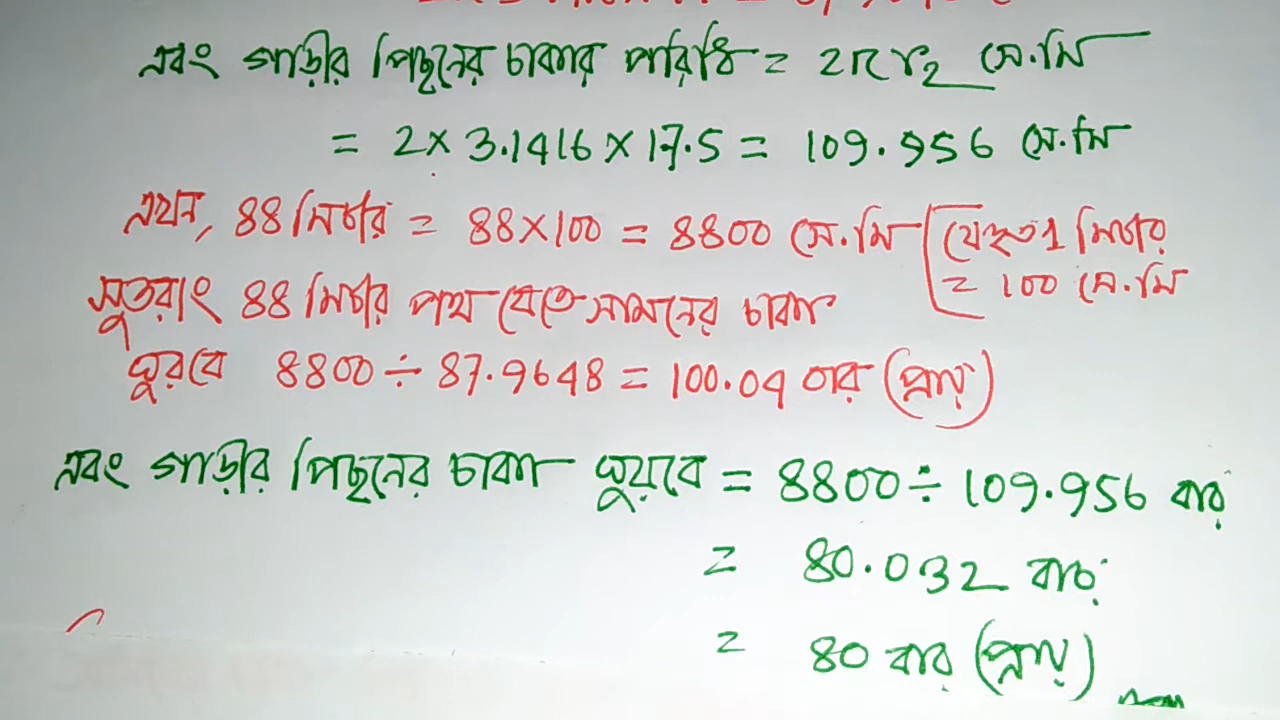 এবং গাড়ীর পিছনের চাকার পরিধি = 2πr₂ সে.মি
= 2 × 3.1416 × 17.5 = 109.956 সে.মি
এখন, 88 মিটার = 88×100 = 8800 সে.মি [যেহেতু 1 মিটার = 100 সে.মি
সুতরাং 88 মিটার পথ যেতে সামনের চাকা
ঘুরবে 8800 ÷ 87.9648 = 100.04 বার (প্রায়)
এবং গাড়ীর পিছনের চাকা ঘুরবে = 8800 ÷ 109.956 বার
= 80.032 বার
= 80 বার (প্রায়)